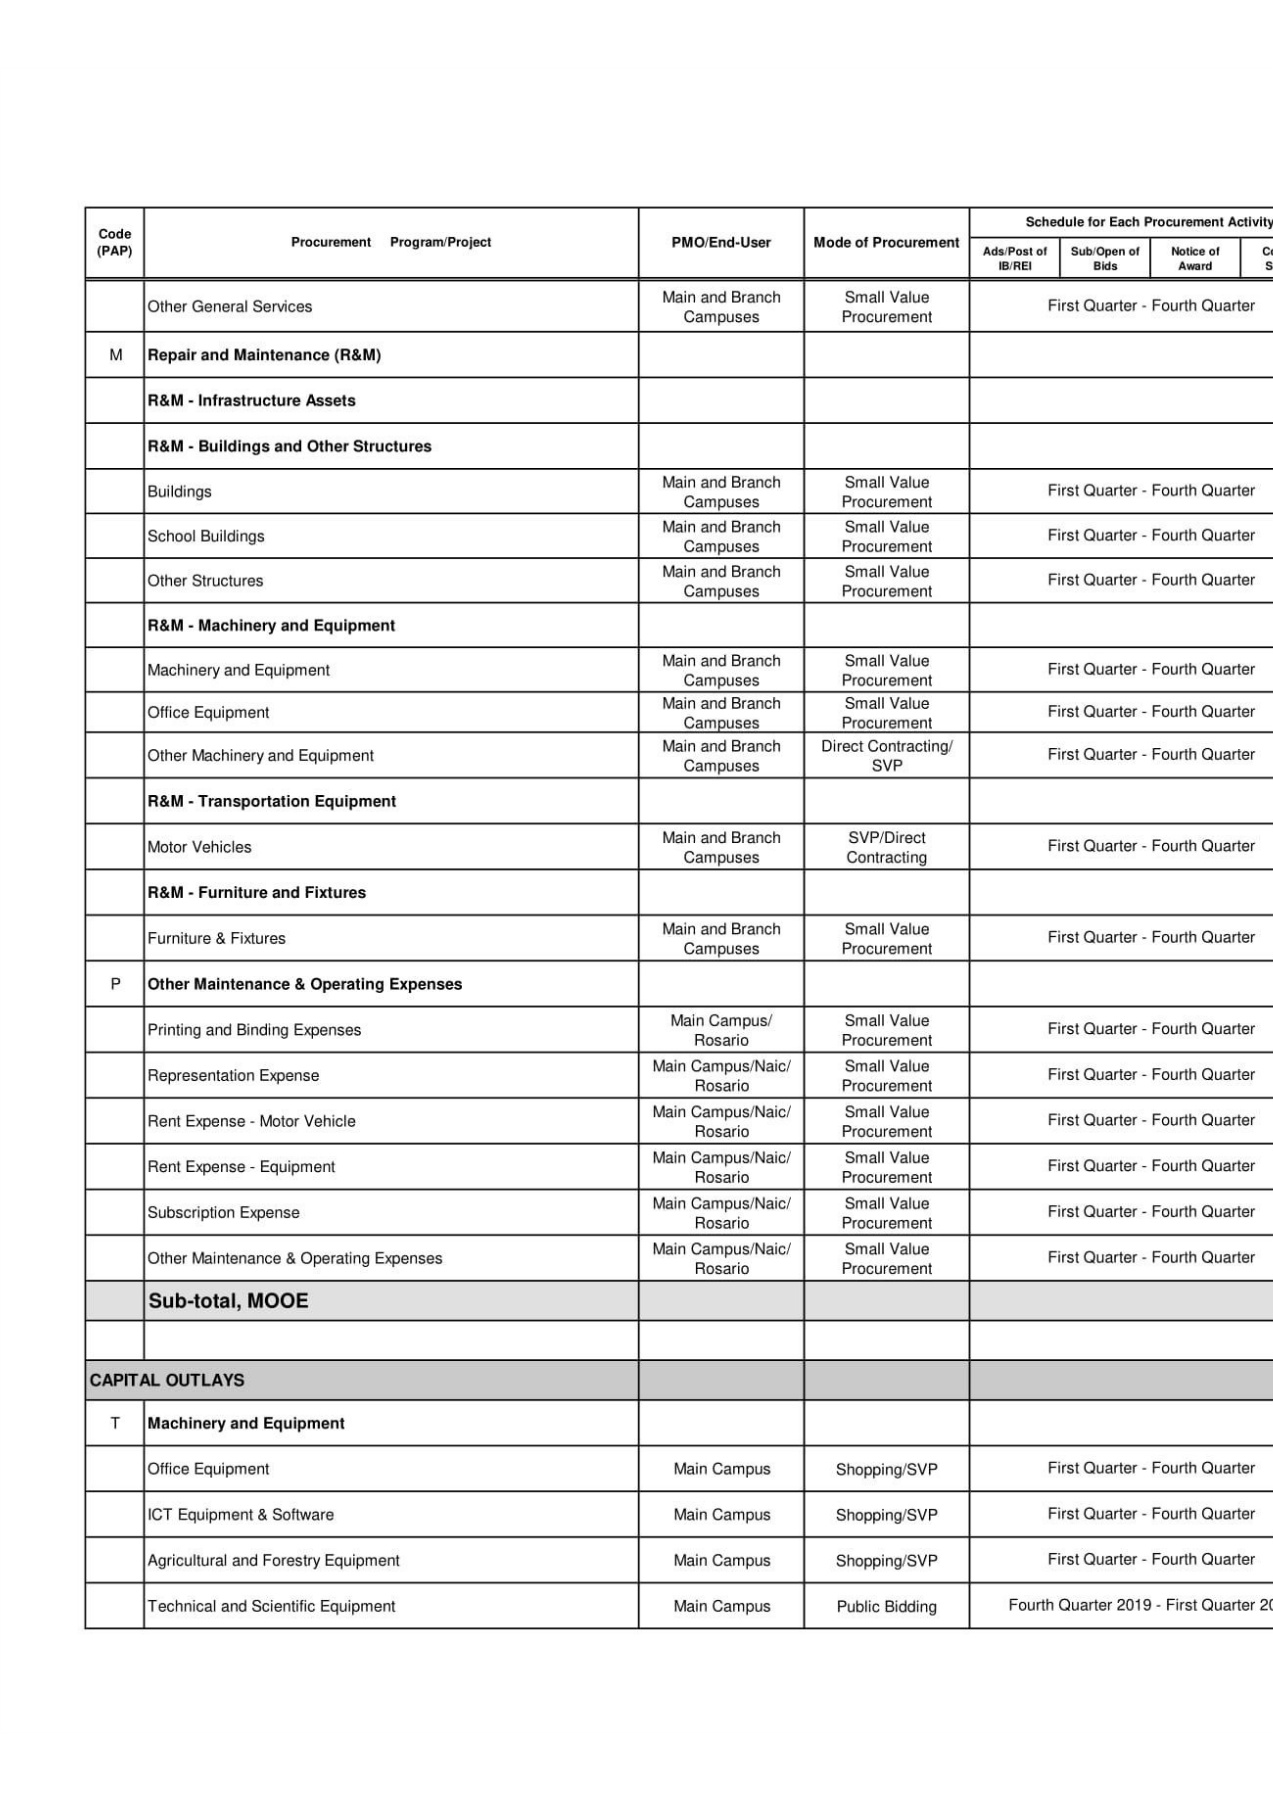 Code (PAP) Procurement Program/Project PMO/End-User Mode of Procurement Schedule for Each Procurement Activity
Ads/Post of IB/REI Sub/Open of Bids Notice of Award
Other General Services Main and Branch Campuses Small Value Procurement First Quarter - Fourth Quarter
M Repair and Maintenance (R&M)
R&M - Infrastructure Assets
R&M - Buildings and Other Structures
Buildings Main and Branch Campuses Small Value Procurement First Quarter - Fourth Quarter
School Buildings Main and Branch Campuses Small Value Procurement First Quarter - Fourth Quarter
Other Structures Main and Branch Campuses Small Value Procurement First Quarter - Fourth Quarter
R&M - Machinery and Equipment
Machinery and Equipment Main and Branch Campuses Small Value Procurement First Quarter - Fourth Quarter
Office Equipment Main and Branch Campuses Small Value Procurement First Quarter - Fourth Quarter
Other Machinery and Equipment Main and Branch Campuses Direct Contracting/ SVP First Quarter - Fourth Quarter
R&M - Transportation Equipment
Motor Vehicles Main and Branch Campuses SVP/Direct Contracting First Quarter - Fourth Quarter
R&M - Furniture and Fixtures
Furniture & Fixtures Main and Branch Campuses Small Value Procurement First Quarter - Fourth Quarter
P Other Maintenance & Operating Expenses
Printing and Binding Expenses Main Campus/ Rosario Small Value Procurement First Quarter - Fourth Quarter
Representation Expense Main Campus/Naic/ Rosario Small Value Procurement First Quarter - Fourth Quarter
Rent Expense - Motor Vehicle Main Campus/Naic/ Rosario Small Value Procurement First Quarter - Fourth Quarter
Rent Expense - Equipment Main Campus/Naic/ Rosario Small Value Procurement First Quarter - Fourth Quarter
Subscription Expense Main Campus/Naic/ Rosario Small Value Procurement First Quarter - Fourth Quarter
Other Maintenance & Operating Expenses Main Campus/Naic/ Rosario Small Value Procurement First Quarter - Fourth Quarter
Sub-total, MOOE
CAPITAL OUTLAYS
T Machinery and Equipment
Office Equipment Main Campus Shopping/SVP First Quarter - Fourth Quarter
ICT Equipment & Software Main Campus Shopping/SVP First Quarter - Fourth Quarter
Agricultural and Forestry Equipment Main Campus Shopping/SVP First Quarter - Fourth Quarter
Technical and Scientific Equipment Main Campus Public Bidding Fourth Quarter 2019 - First Quarter